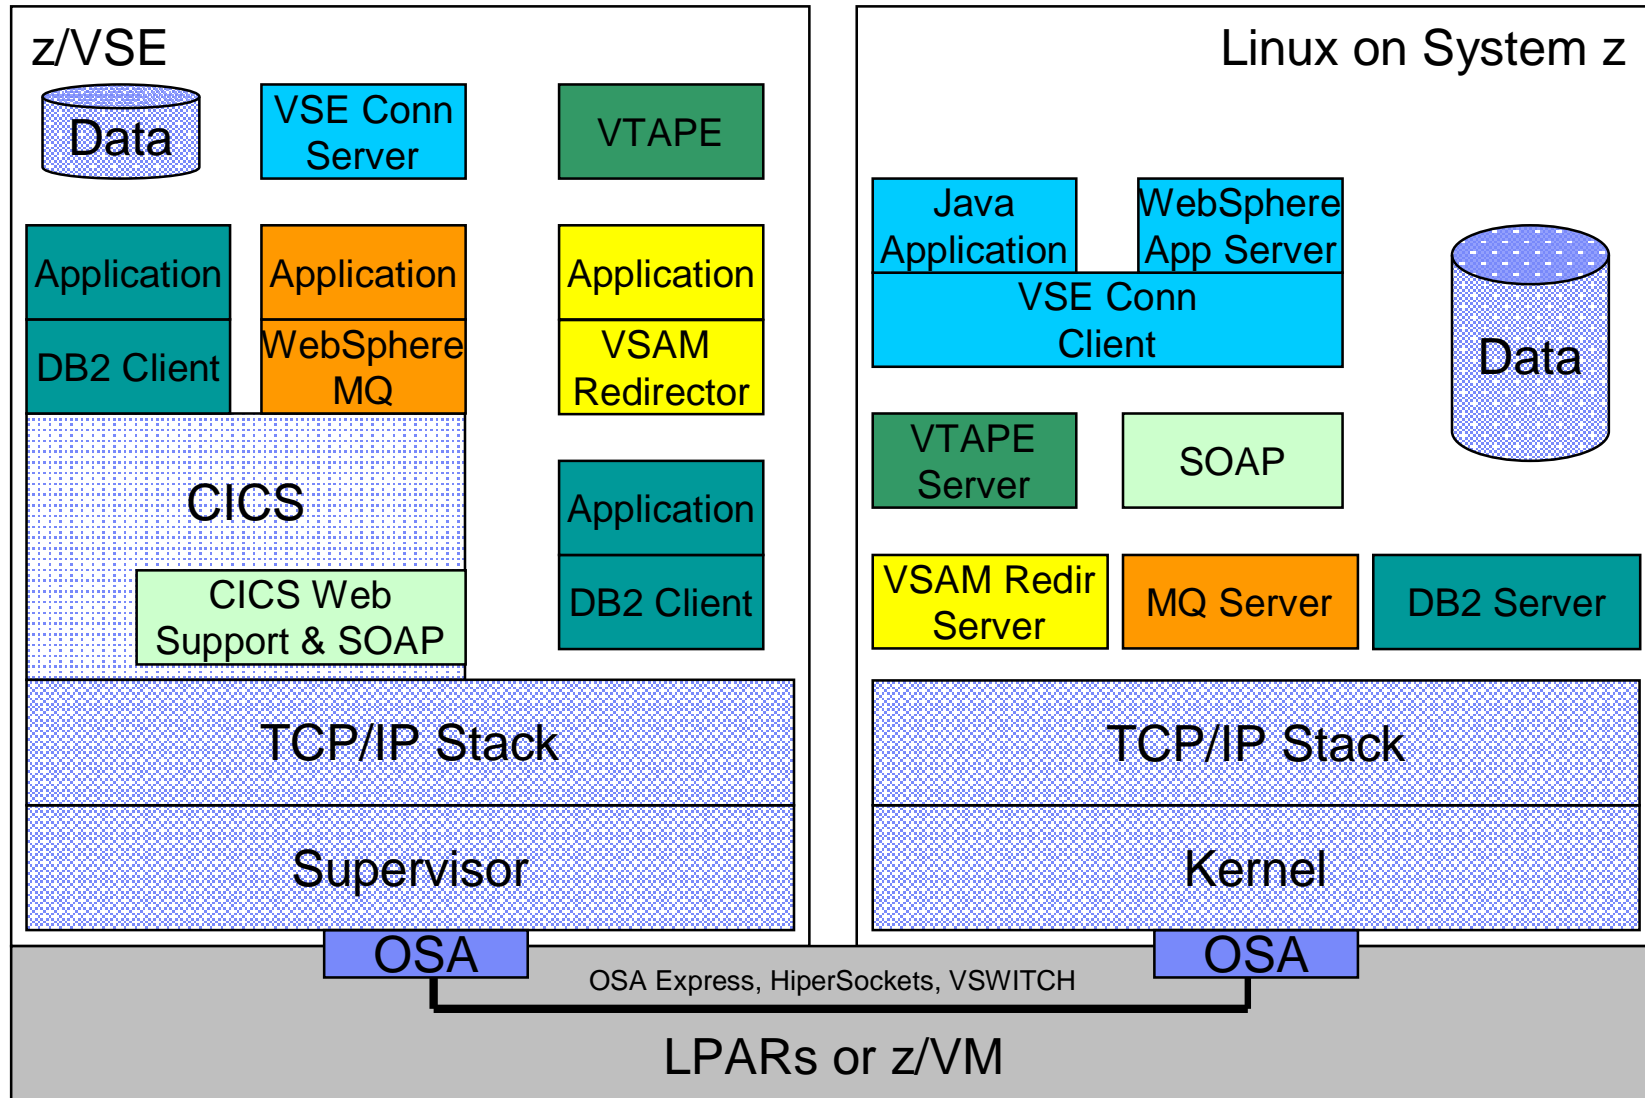 z/VSE
Data
VSE Conn
Server
VTAPE
Application
DB2 Client
Application
WebSphere
MQ
Application
VSAM
Redirector
CICS
CICS Web
Support & SOAP
Application
DB2 Client
TCP/IP Stack
Supervisor
OSA
Linux on System z
Java
Application
WebSphere
App Server
VSE Conn
Client
Data
VTAPE
Server
SOAP
VSAM Redir
Server
MQ Server
DB2 Server
TCP/IP Stack
Kernel
OSA
OSA Express, HiperSockets, VSWITCH
LPARs or z/VM